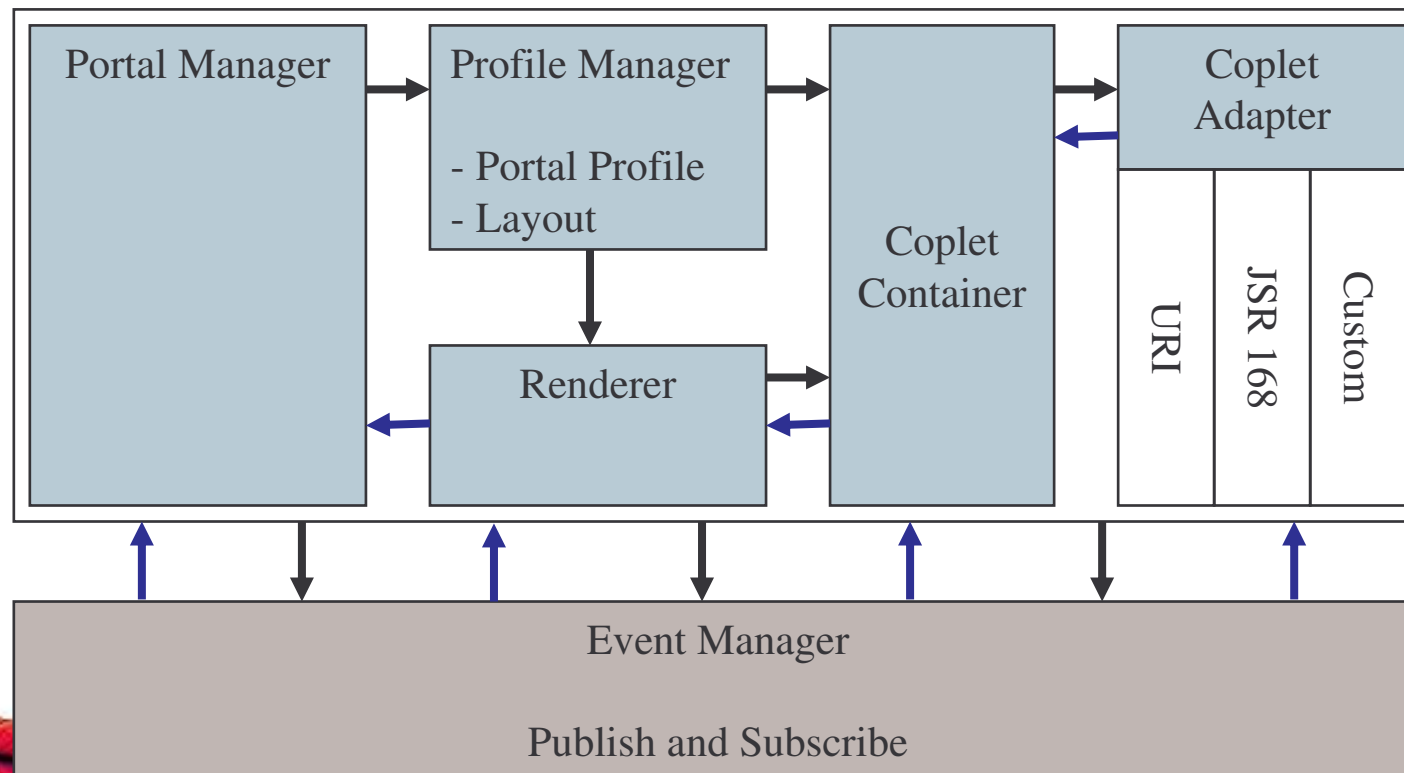 Portal Manager
Profile Manager
- Portal Profile
- Layout
Renderer
Coplet
Container
Coplet
Adapter
URI
JSR 168
Custom
Event Manager
Publish and Subscribe